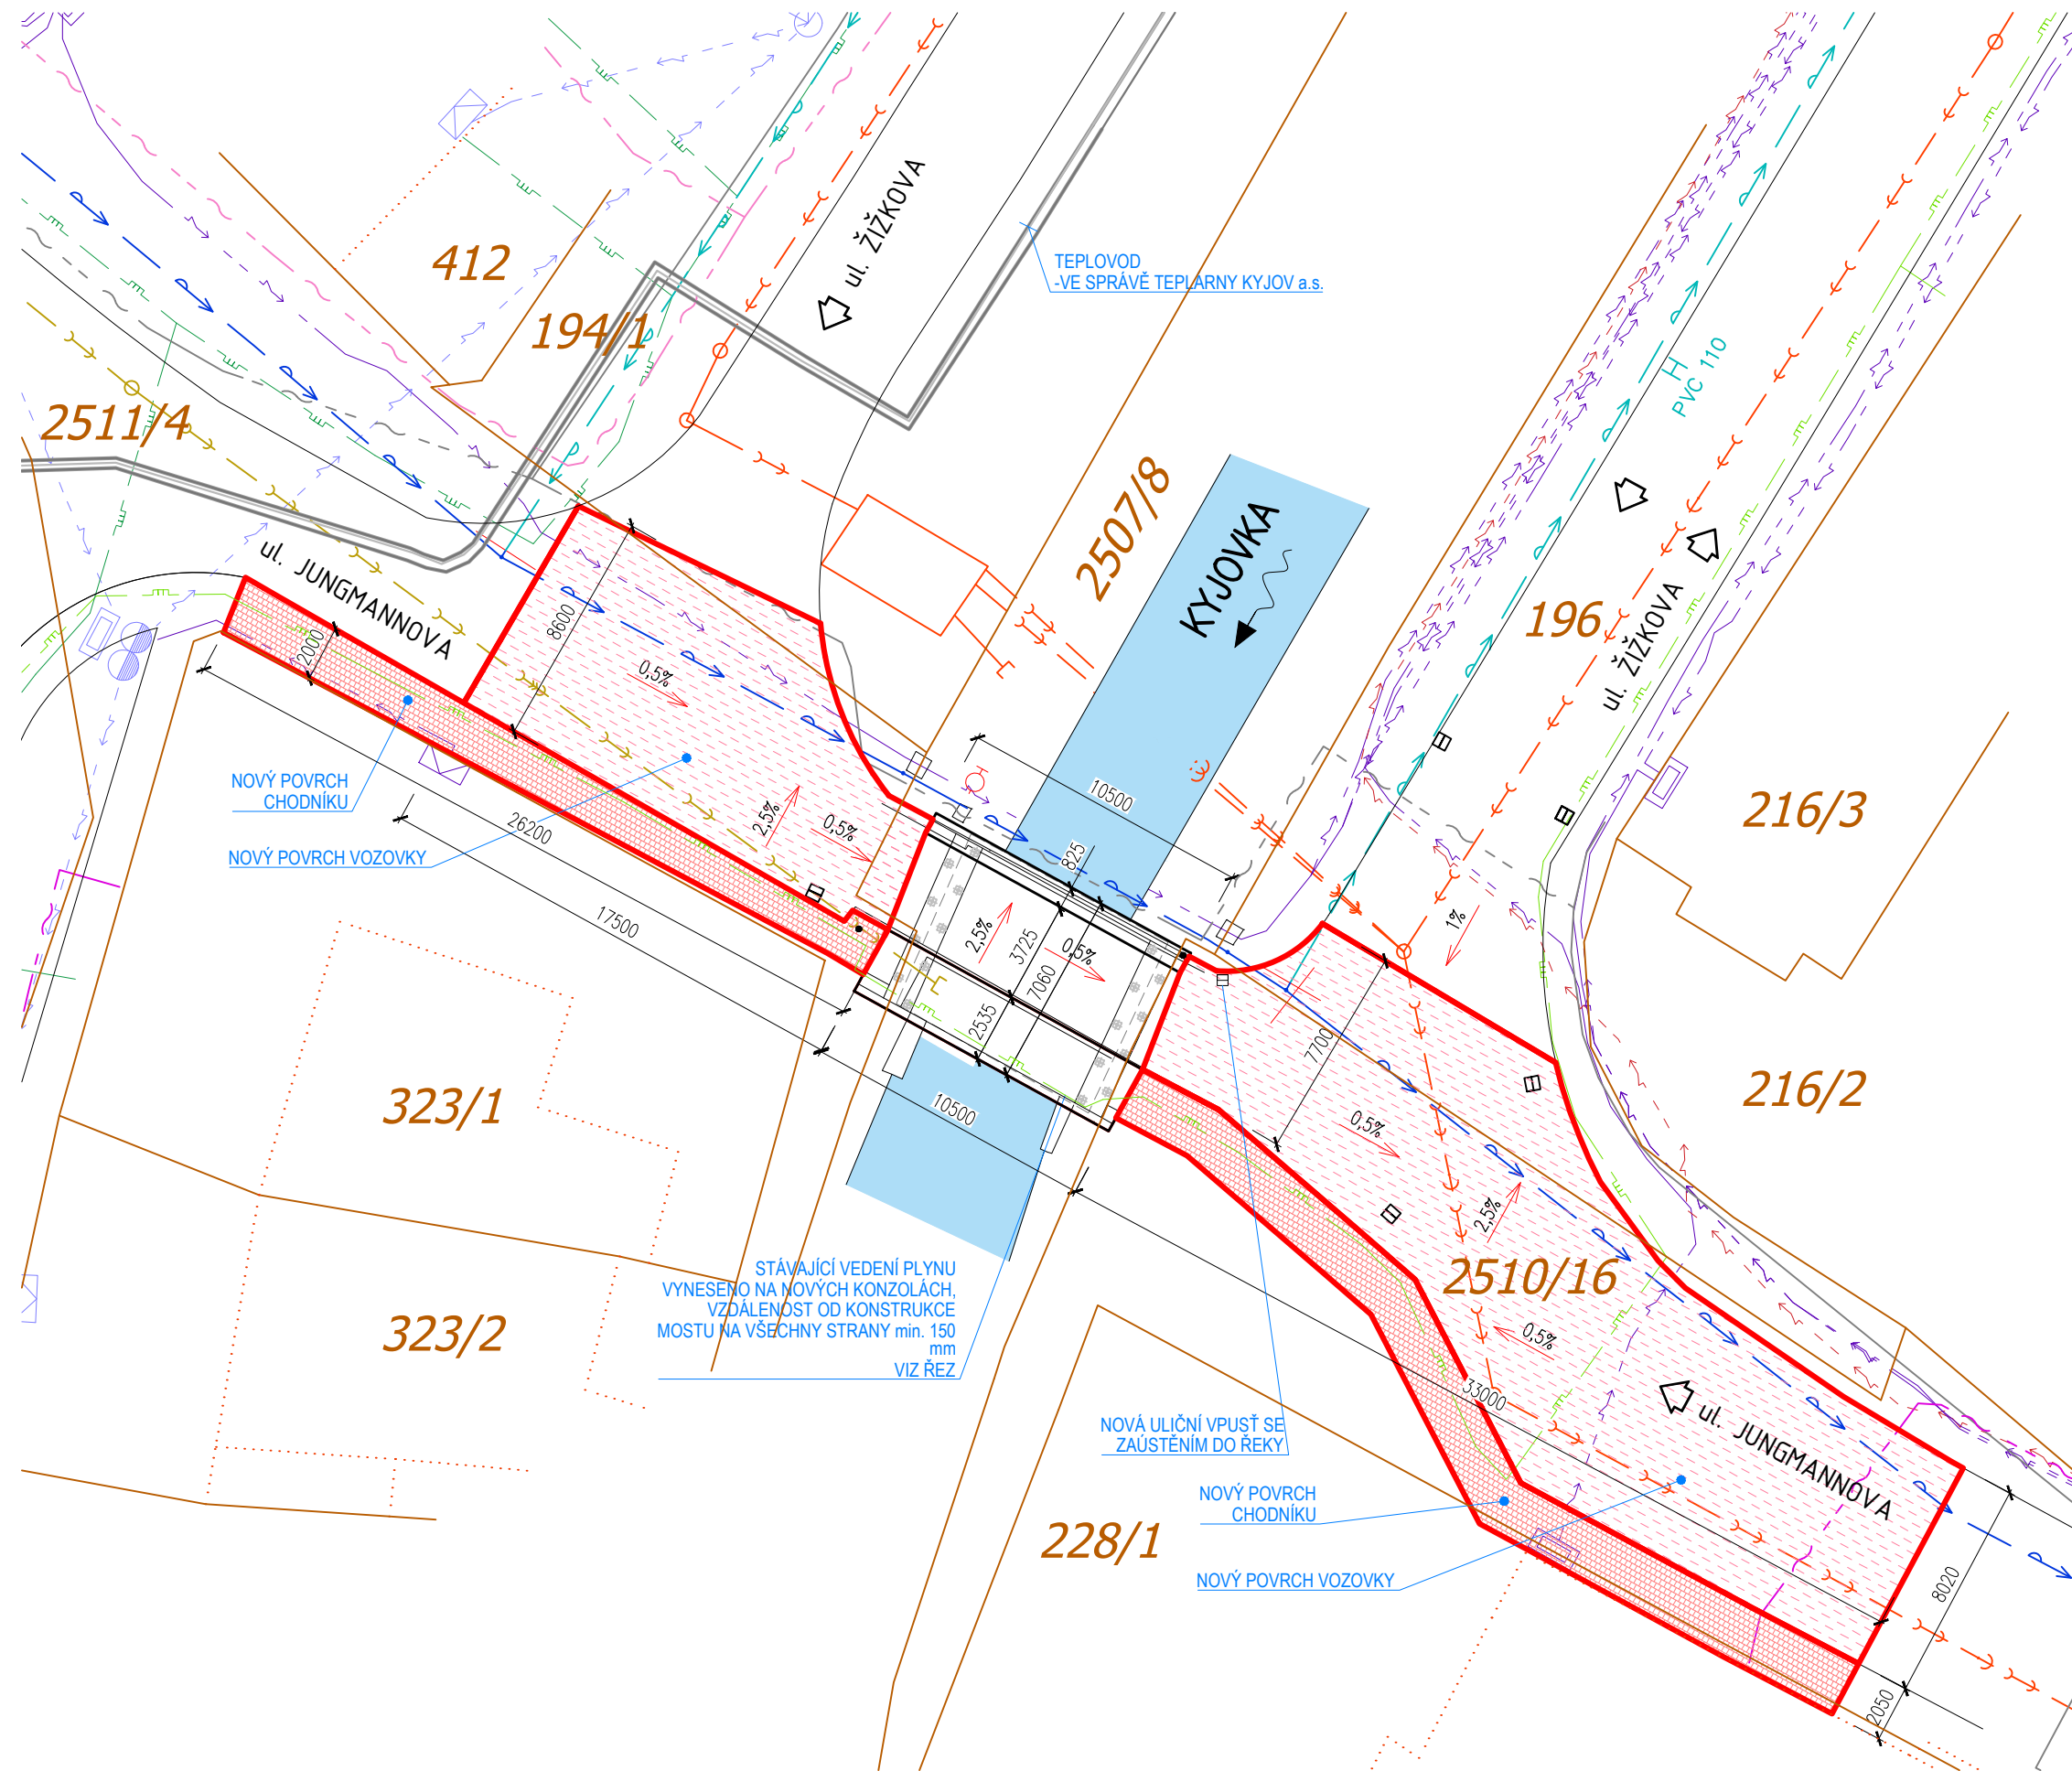 412
ul. ŽIŽKOVA
TEPLOVOD
-VE SPRÁVĚ TEPLARNY KYJOV a.s.
194/1
PVC 110
2511/4
2507/8
KYJOVKA
ul. JUNGMANNOVA
196
ul. ŽIŽKOVA
8600
2000
0,5%
NOVÝ POVRCH
CHODNÍKU
NOVÝ POVRCH VOZOVKY
26200
17500
2,5%
0,5%
10500
825
216/3
2,5%
3725
0,5%
7060
2535
1%
7700
10500
323/1
216/2
0,5%
2,5%
2510/16
STÁVAJÍCÍ VEDENÍ PLYNU
VYNESENO NA NOVÝCH KONZOLÁCH,
VZDÁLENOST OD KONSTRUKCE
MOSTU NA VŠECHNY STRANY min. 150
mm
VIZ ŘEZ
323/2
0,5%
33000
ul. JUNGMANNOVA
NOVÁ ULIČNÍ VPUSŤ SE
ZAÚSTĚNÍM DO ŘEKY
NOVÝ POVRCH
CHODNÍKU
228/1
NOVÝ POVRCH VOZOVKY
8020
2050